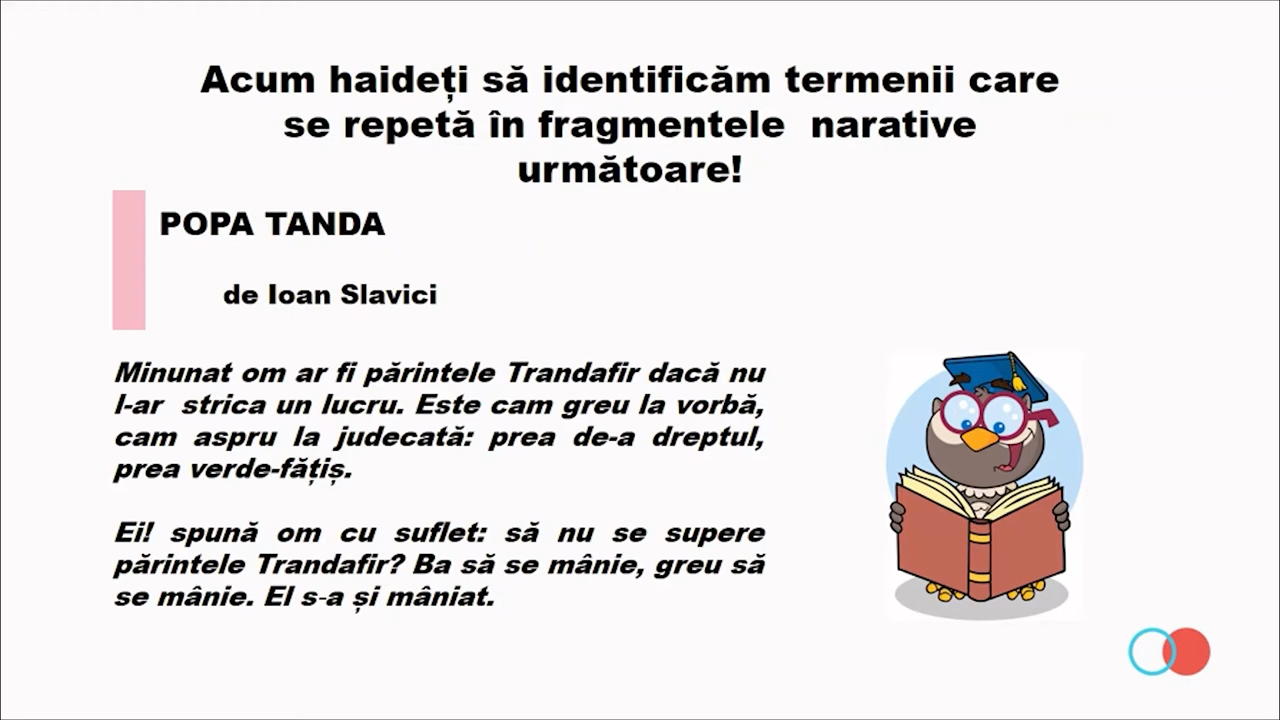 Acum haideți să identificăm termenii care
se repetă în fragmentele narative
următoare!
POPA TANDA
de Ioan Slavici
Minunat om ar fi părintele Trandafir dacă nu
l-ar strica un lucru. Este cam greu la vorbă,
cam aspru la judecată: prea de-a dreptul,
prea verde-fățiș.
Ei! spună om cu suflet: să nu se supere
părintele Trandafir? Ba să se mânie, greu să
se mânie. El s-a și mâniat.